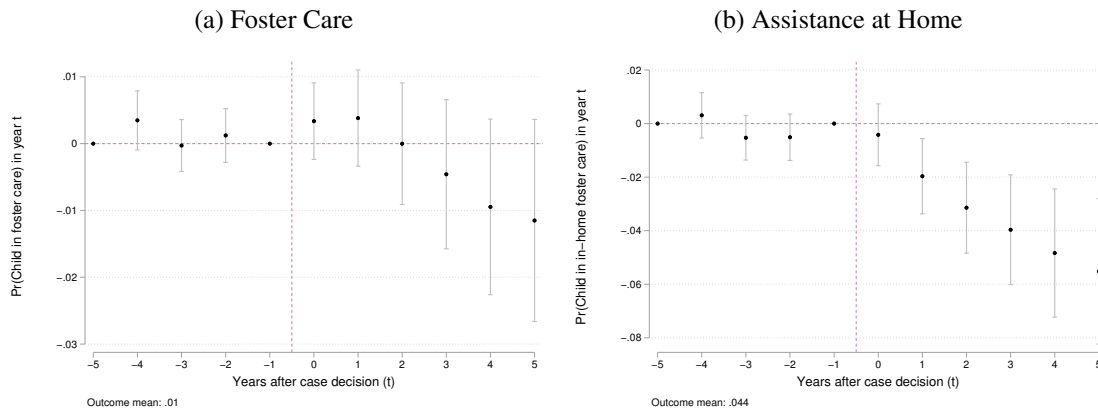 (a) Foster Care
Pr(Child in foster care) in year t
.01
0
−.01
−.02
−.03
−5 −4 −3 −2 −1 0 1 2 3 4 5
Years after case decision (t)
Outcome mean: .01
(b) Assistance at Home
Pr(Child in in−home foster care) in year t
.02
0
−.02
−.04
−.06
−.08
−5 −4 −3 −2 −1 0 1 2 3 4 5
Years after case decision (t)
Outcome mean: .044